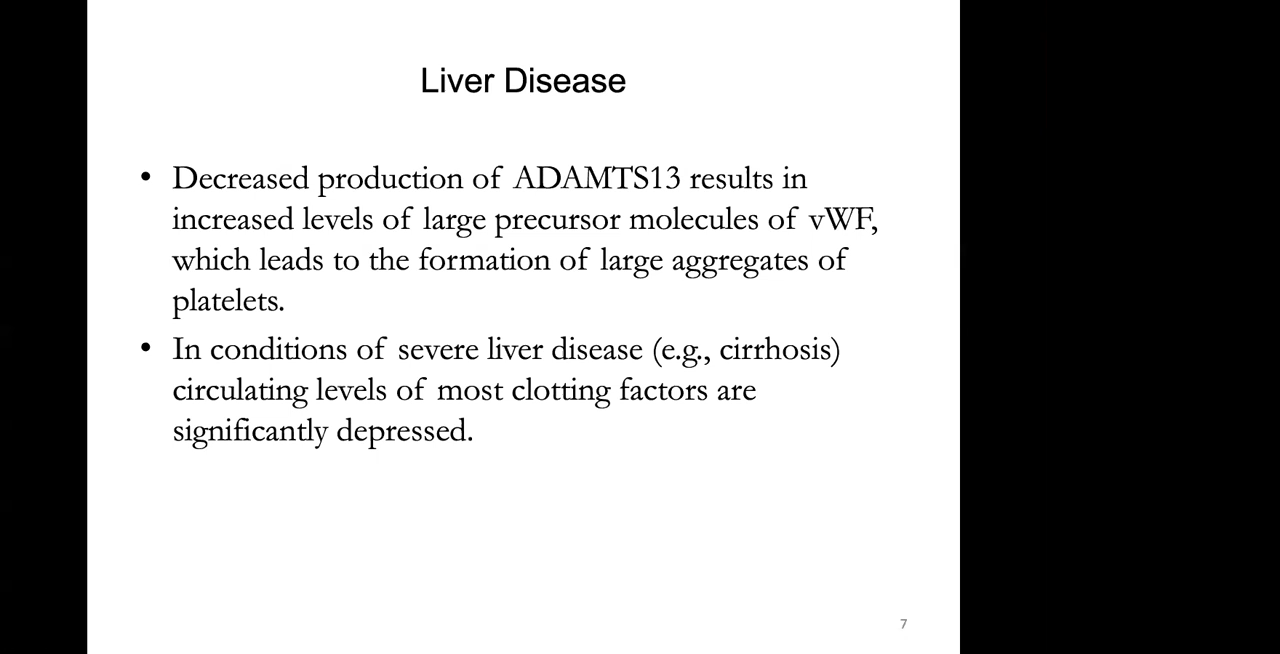 Liver Disease
• Decreased production of ADAMTS13 results in
increased levels of large precursor molecules of vWF,
which leads to the formation of large aggregates of
platelets.
• In conditions of severe liver disease (e.g., cirrhosis)
circulating levels of most clotting factors are
significantly depressed.
7